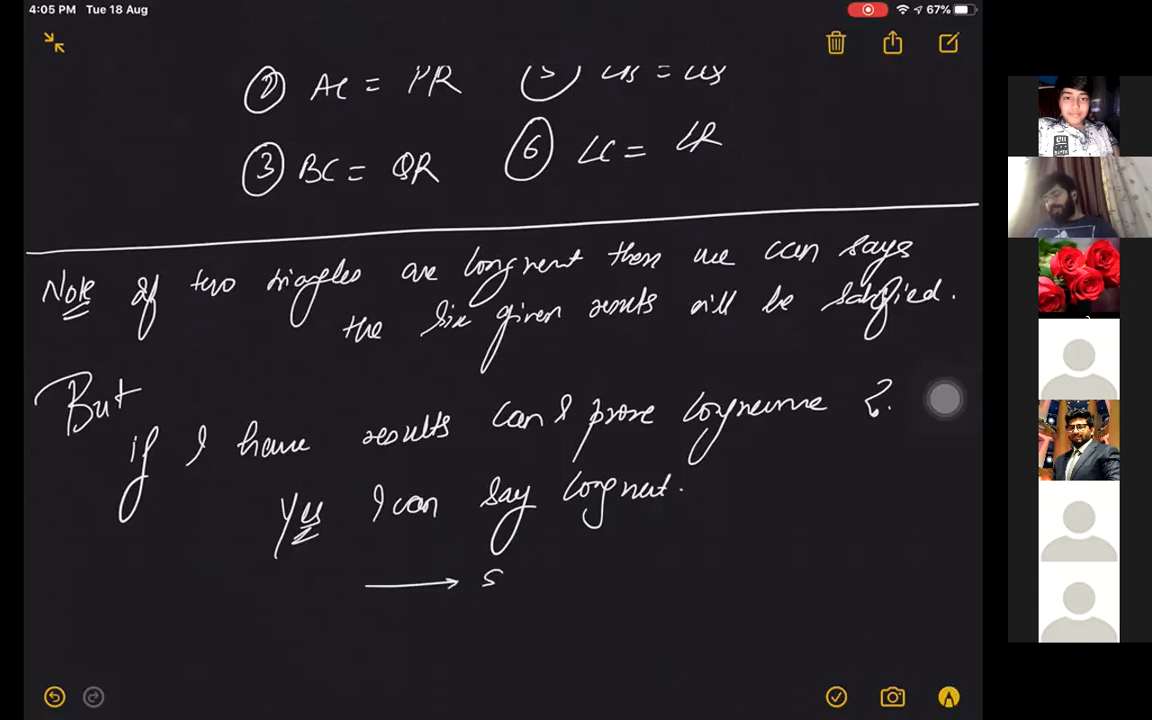 4:05 PM Tue 18 Aug 67%
② AC = PR
③ BC = QR ⑥ ∠C = ∠R
Note If two triangles are congruent then we can says
the six given results will be satisfied.
But
if I have results can I prove congruence ?.
Yes I can say congruent.
→ S